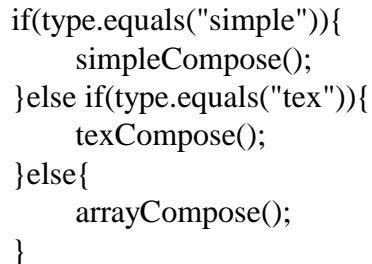 if(type.equals("simple")){
simpleCompose();
}else if(type.equals("tex")){
texCompose();
}else{
arrayCompose();
}